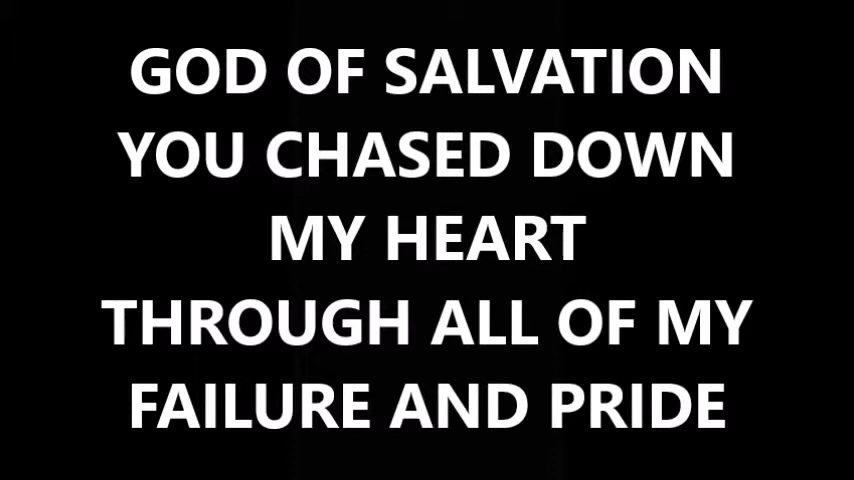 GOD OF SALVATION
YOU CHASED DOWN
MY HEART
THROUGH ALL OF MY
FAILURE AND PRIDE